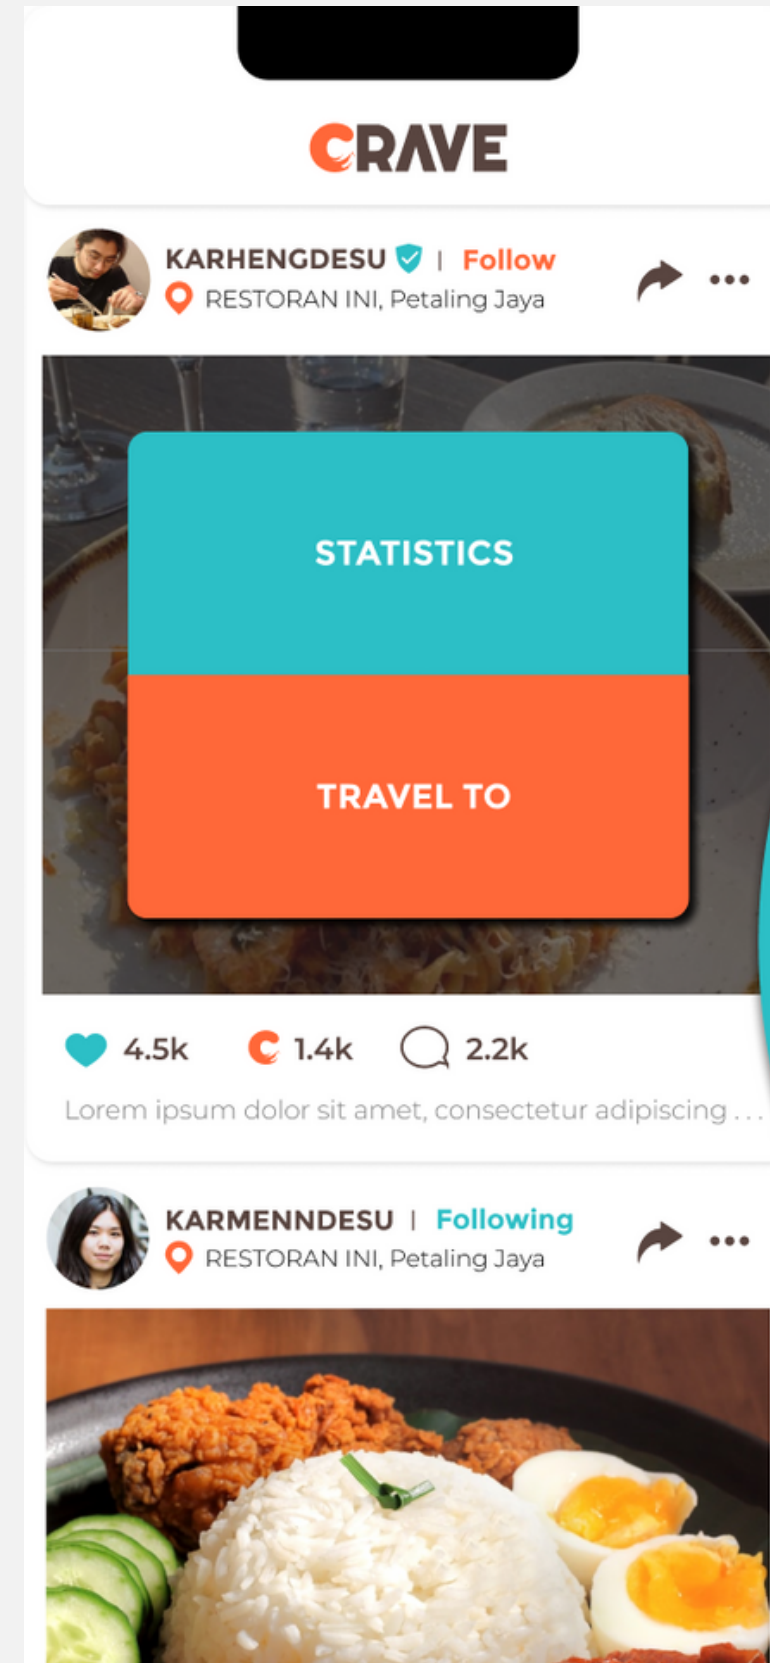 CRAVE
KARHENGDESU | Follow
RESTORAN INI, Petaling Jaya
STATISTICS
TRAVEL TO
4.5k 1.4k 2.2k
Lorem ipsum dolor sit amet, consectetur adipiscing ...
KARMENNDESU | Following
RESTORAN INI, Petaling Jaya